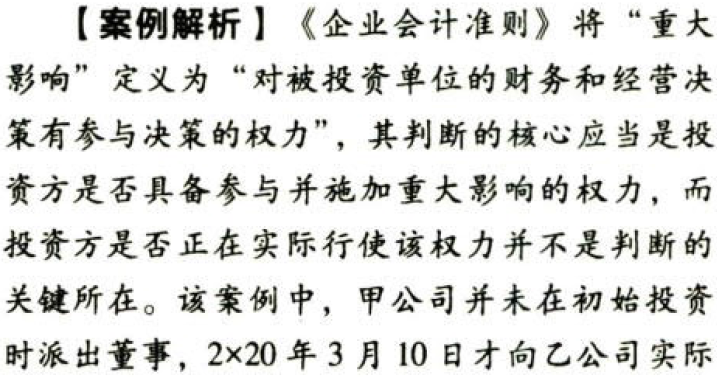 【案例解析】《企业会计准则》将“重大
影响”定义为“对被投资单位的财务和经营决
策有参与决策的权力”，其判断的核心应当是投
资方是否具备参与并施加重大影响的权力，而
投资方是否正在实际行使该权力并不是判断的
关键所在。该案例中，甲公司并未在初始投资
时派出董事，2×20年3月10日才向乙公司实际